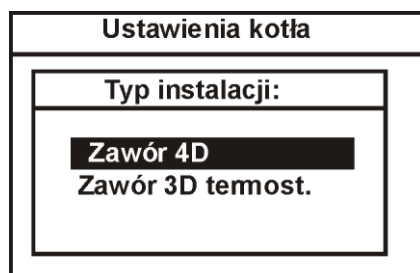 Ustawienia kotła
Typ instalacji:
Zawór 4D
Zawór 3D termost.